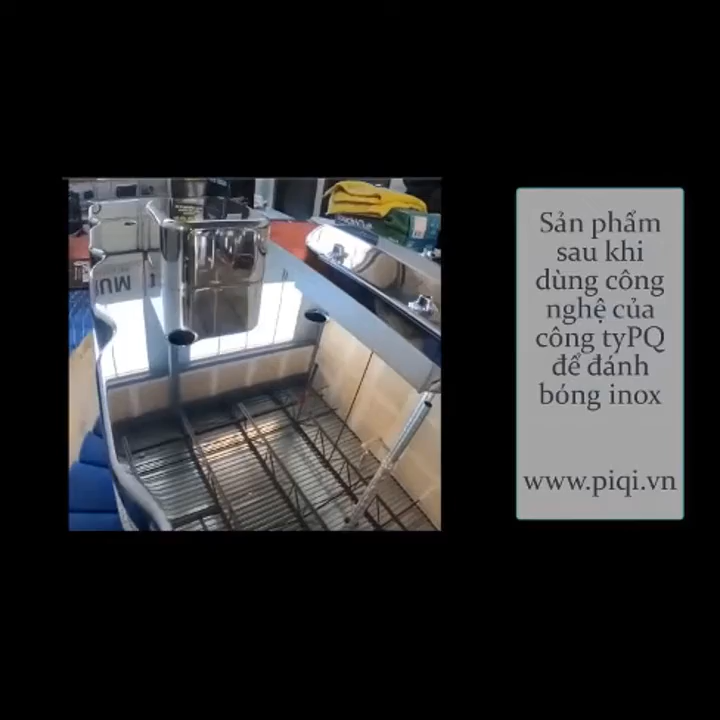 Sản phẩm
sau khi
dùng công
nghệ của
công tyPQ
để đánh
bóng inox
www.piqi.vn